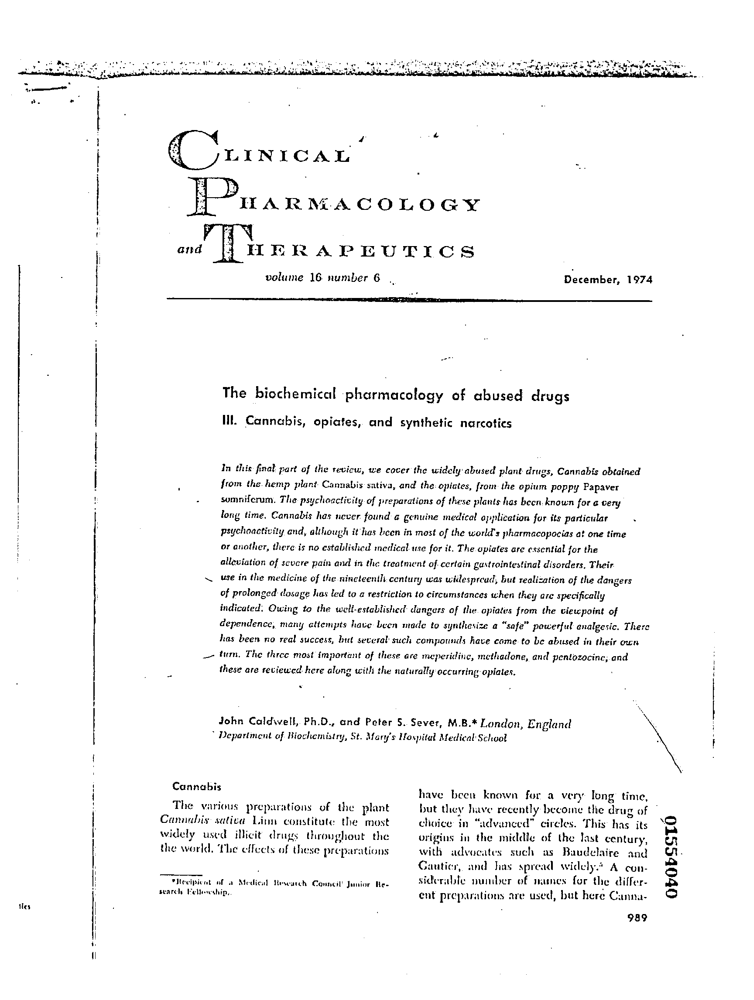 CLINICAL
PHARMACOLOGY
and THERAPEUTICS
volume 16 number 6
December, 1974
The biochemical pharmacology of abused drugs
III. Cannabis, opiates, and synthetic narcotics
In this final part of the review, we cover the widely abused plant drugs, Cannabis obtained
from the hemp plant Cannabis sativa, and the opiates, from the opium poppy Papaver
somniferum. The psychoactivity of preparations of these plants has been known for a very
long time. Cannabis has never found a genuine medical application for its particular
psychoactivity and, although it has been in most of the world's pharmacopoeias at one time
or another, there is no established medical use for it. The opiates are essential for the
alleviation of severe pain and in the treatment of certain gastrointestinal disorders. Their
use in the medicine of the nineteenth century was widespread, but realization of the dangers
of prolonged dosage has led to a restriction to circumstances when they are specifically
indicated. Owing to the well-established dangers of the opiates from the viewpoint of
dependence, many attempts have been made to synthesize a "safe" powerful analgesic. There
has been no real success, but several such compounds have come to be abused in their own
turn. The three most important of these are meperidine, methadone, and pentozocine, and
these are reviewed here along with the naturally occurring opiates.
John Caldwell, Ph.D., and Peter S. Sever, M.B.* London, England
Department of Biochemistry, St. Mary's Hospital Medical School
Cannabis
The various preparations of the plant
Cannabis sativa Linn constitute the most
widely used illicit drugs throughout the
the world. The effects of these preparations
*Recipient of a Medical Research Council Junior Re-
search Fellowship.
have been known for a very long time,
but they have recently become the drug of
choice in "advanced" circles. This has its
origins in the middle of the last century,
with advocates such as Baudelaire and
Gautier, and has spread widely. A con-
siderable number of names for the differ-
ent preparations are used, but here Canna-
989
01554040